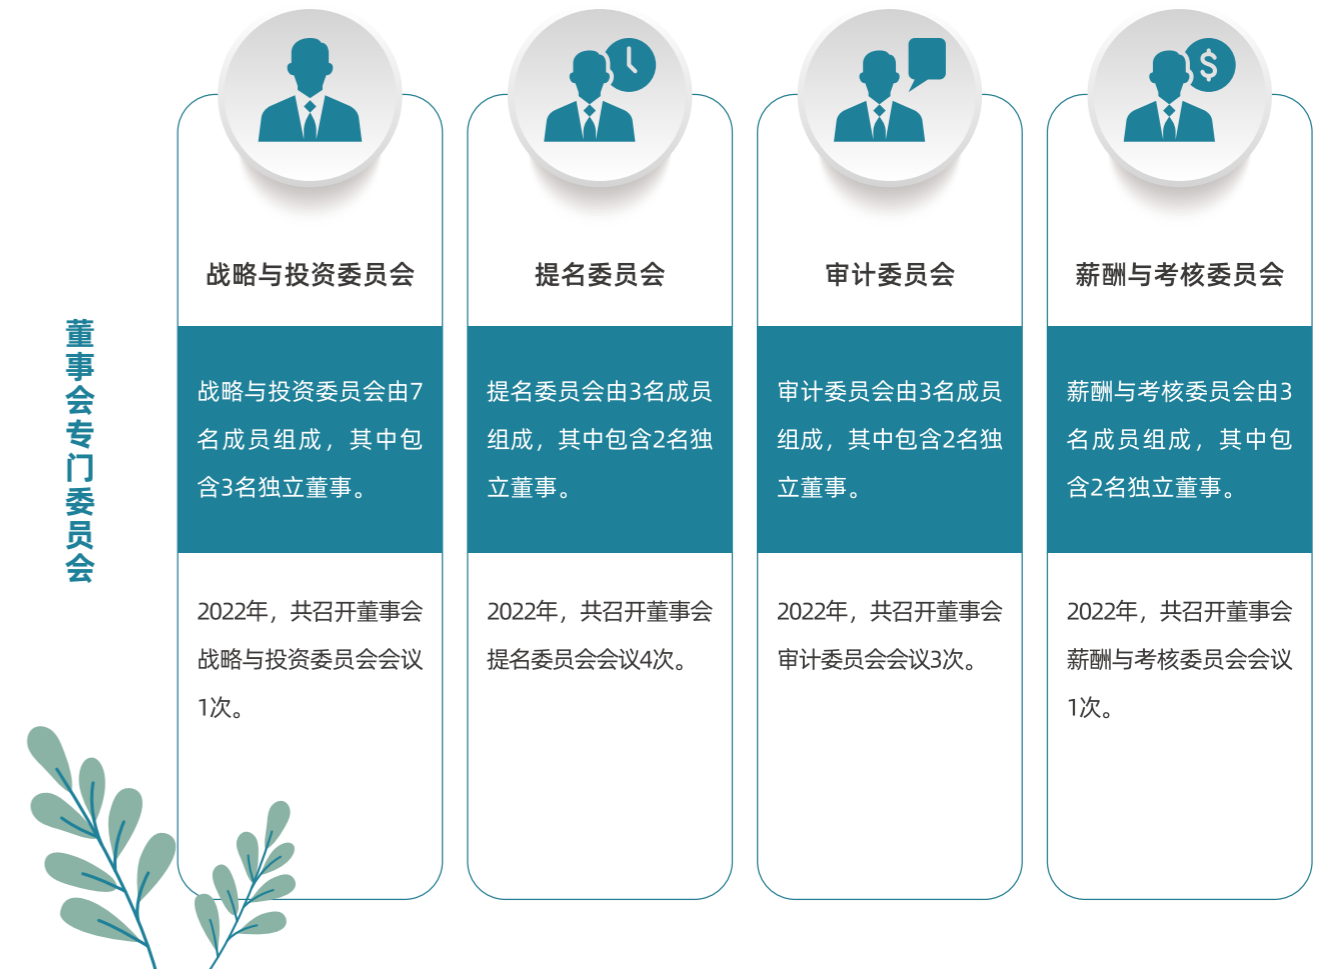 董事会专门委员会
战略与投资委员会
战略与投资委员会由7
名成员组成，其中包
含3名独立董事。
2022年，共召开董事会
战略与投资委员会会议
1次。
提名委员会
提名委员会由3名成员
组成，其中包含2名独
立董事。
2022年，共召开董事会
提名委员会会议4次。
审计委员会
审计委员会由3名成员
组成，其中包含2名独
立董事。
2022年，共召开董事会
审计委员会会议3次。
薪酬与考核委员会
薪酬与考核委员会由3
名成员组成，其中包
含2名独立董事。
2022年，共召开董事会
薪酬与考核委员会会议
1次。